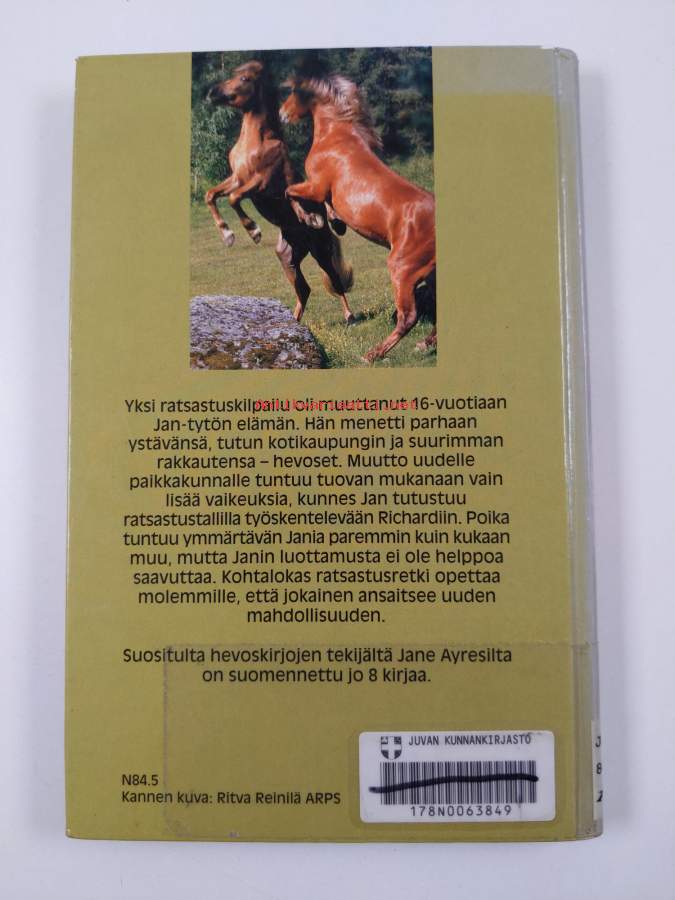 Yksi ratsastuskilpailu oli muuttanut 16-vuotiaan
Jan-tytön elämän. Hän menetti parhaan
ystävänsä, tutun kotikaupungin ja suurimman
rakkautensa – hevoset. Muutto uudelle
paikkakunnalle tuntuu tuovan mukanaan vain
lisää vaikeuksia, kunnes Jan tutustuu
ratsastustallilla työskentelevään Richardiin. Poika
tuntuu ymmärtävän Jania paremmin kuin kukaan
muu, mutta Janin luottamusta ei ole helppoa
saavuttaa. Kohtalokas ratsastusretki opettaa
molemmille, että jokainen ansaitsee uuden
mahdollisuuden.
Suositulta hevoskirjojen tekijältä Jane Ayresilta
on suomennettu jo 8 kirjaa.
N84.5
Kannen kuva: Ritva Reinilä ARPS
JUVAN KUNNANKIRJASTO
178N0063849